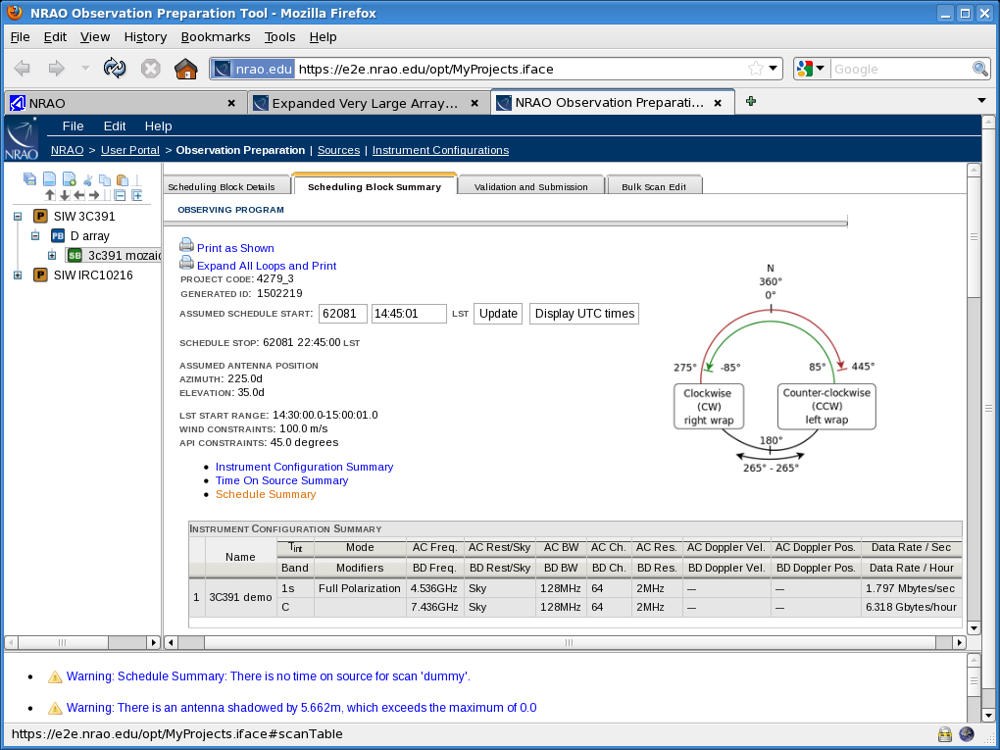 NRAO Observation Preparation Tool - Mozilla Firefox
File Edit View History Bookmarks Tools Help
nrao.edu https://e2e.nrao.edu/opt/MyProjects.iface Google
NRAO Expanded Very Large Array... NRAO Observation Preparati...
NRAO
File Edit Help
NRAO > User Portal > Observation Preparation | Sources | Instrument Configurations
P SIW 3C391
PB D array
SB 3c391 mozaic
P SIW IRC10216
Scheduling Block Details Scheduling Block Summary Validation and Submission Bulk Scan Edit
OBSERVING PROGRAM
Print as Shown
Expand All Loops and Print
PROJECT CODE: 4279_3
GENERATED ID: 1502219
ASSUMED SCHEDULE START: 62081 14:45:01 LST Update Display UTC times
SCHEDULE STOP: 62081 22:45:00 LST
ASSUMED ANTENNA POSITION
AZIMUTH: 225.0d
ELEVATION: 35.0d
LST START RANGE: 14:30:00.0-15:00:01.0
WIND CONSTRAINTS: 100.0 m/s
API CONSTRAINTS: 45.0 degrees
N
360°
0°
275° -85° 85° 445°
Clockwise
(CW)
right wrap
Counter-clockwise
(CCW)
left wrap
180°
265° - 265°
• Instrument Configuration Summary
• Time On Source Summary
• Schedule Summary
INSTRUMENT CONFIGURATION SUMMARY
Name Tint Mode AC Freq. AC Rest/Sky AC BW AC Ch. AC Res. AC Doppler Vel. AC Doppler Pos. Data Rate / Sec
Band Modifiers BD Freq. BD Rest/Sky BD BW BD Ch. BD Res. BD Doppler Vel. BD Doppler Pos. Data Rate / Hour
1 3C391 demo 1s Full Polarization 4.536GHz Sky 128MHz 64 2MHz --- --- 1.797 Mbytes/sec
C 7.436GHz Sky 128MHz 64 2MHz --- --- 6.318 Gbytes/hour
• Warning: Schedule Summary: There is no time on source for scan 'dummy'.
• Warning: There is an antenna shadowed by 5.662m, which exceeds the maximum of 0.0
https://e2e.nrao.edu/opt/MyProjects.iface#scanTable